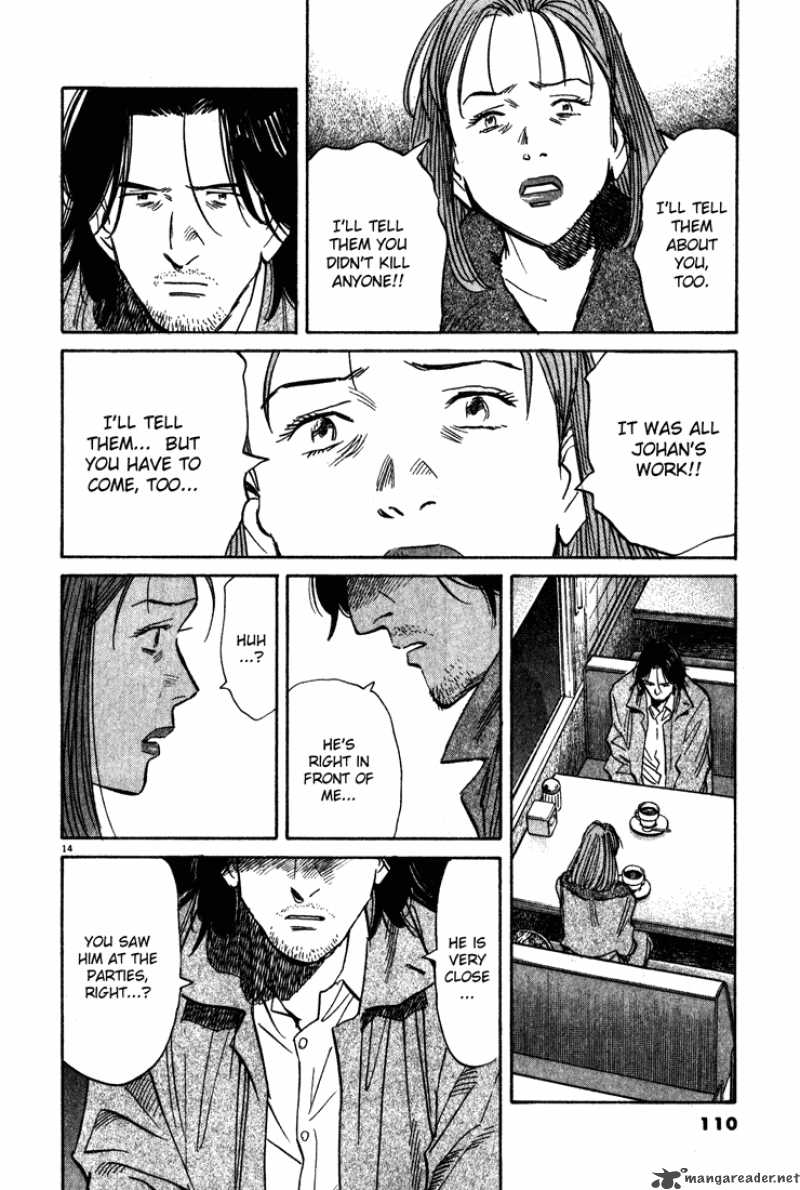 I'LL TELL
THEM
ABOUT
YOU,
TOO.
I'LL TELL
THEM YOU
DIDN'T KILL
ANYONE!!
IT WAS ALL
JOHAN'S
WORK!!
I'LL TELL
THEM... BUT
YOU HAVE TO
COME, TOO...
HE'S
RIGHT IN
FRONT OF
ME...
HUH
...?
HE IS
VERY
CLOSE
...
YOU SAW
HIM AT THE
PARTIES,
RIGHT...?
14
110
mangareader.net